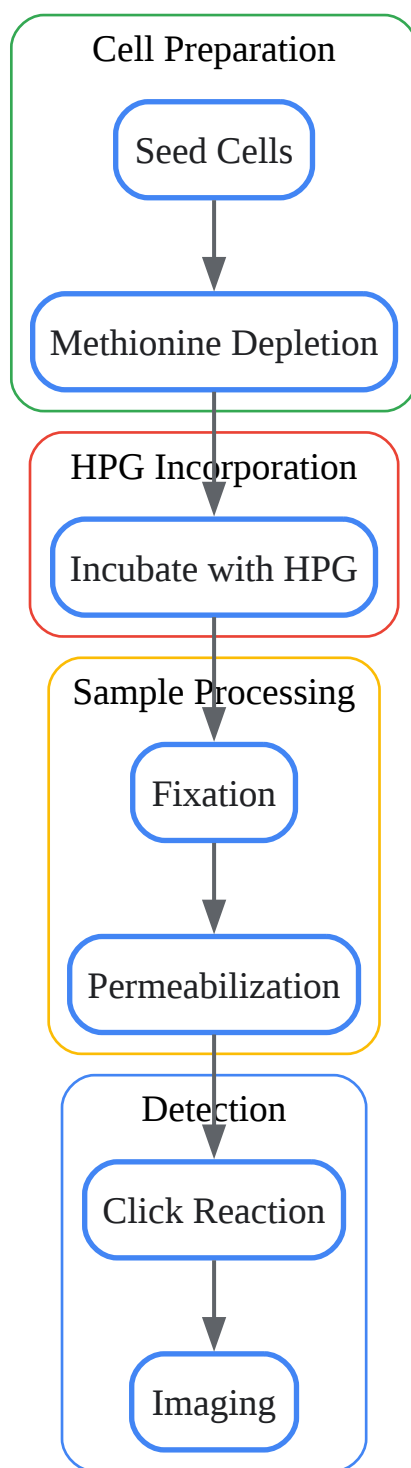 Cell Preparation
Seed Cells
Methionine Depletion
HPG Incorporation
Incubate with HPG
Sample Processing
Fixation
Permeabilization
Detection
Click Reaction
Imaging